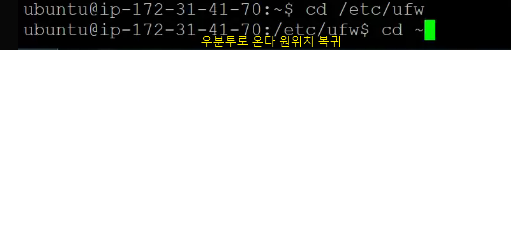 ubuntu@ip-172-31-41-70:~$ cd /etc/ufw
ubuntu@ip-172-31-41-70:/etc/ufw$ cd ~
우분투로 온다 원위치 복구